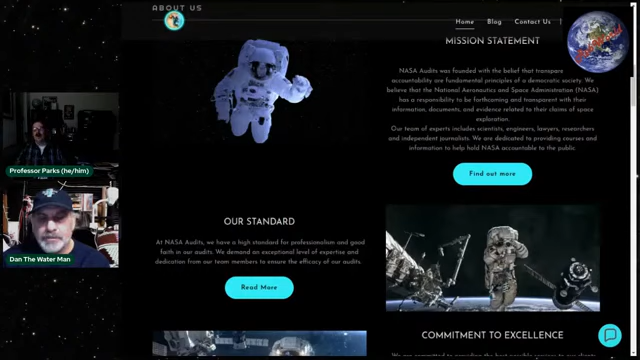 ABOUT US
Home Blog Contact Us
MISSION STATEMENT
NASA Audits was founded with the belief that transpare
accountability are fundamental principles of a democratic society. We
believe that the National Aeronautics and Space Administration (NASA)
has a responsibility to be forthcoming and transparent with their
information, documents, and evidence related to their claims of space
exploration.
Our team of experts includes scientists, engineers, lawyers, researchers
and independent journalists. We are dedicated to providing courses and
information to help hold NASA accountable to the public.
Find out more
Professor Parks (he/him)
Dan The Water Man
OUR STANDARD
At NASA Audits, we have a high standard for professionalism and good
faith in our audits. We demand an exceptional level of expertise and
dedication from our team members to ensure the efficacy of our audits.
Read More
COMMITMENT TO EXCELLENCE